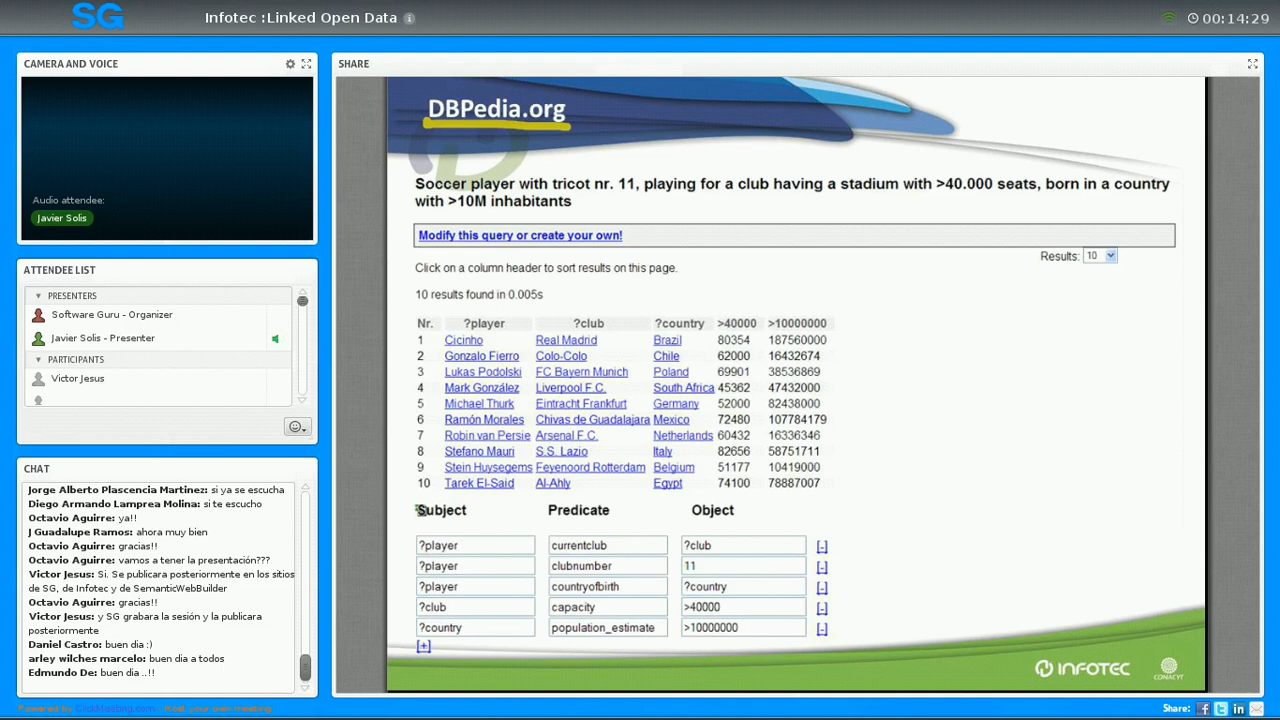 SG
Infotec :Linked Open Data
00:14:29
CAMERA AND VOICE
Audio attendee:
Javier Solis
ATTENDEE LIST
PRESENTERS
Software Guru - Organizer
Javier Solis - Presenter
PARTICIPANTS
Victor Jesus
CHAT
Jorge Alberto Plascencia Martinez: si ya se escucha
Diego Armando Lamprea Molina: si te escucho
Octavio Aguirre: ya!!
J Guadalupe Ramos: ahora muy bien
Octavio Aguirre: gracias!!
Octavio Aguirre: vamos a tener la presentación???
Victor Jesus: Si. Se publicara posteriormente en los sitios
de SG, de Infotec y de SemanticWebBuilder
Octavio Aguirre: gracias!!
Victor Jesus: y SG grabara la sesión y la publicara
posteriormente
Daniel Castro: buen dia :)
arley wilches marcelo: buen dia a todos
Edmundo De: buen dia ..!!
SHARE
DBPedia.org
Soccer player with tricot nr. 11, playing for a club having a stadium with >40.000 seats, born in a country
with >10M inhabitants
Modify this query or create your own!
Results: 10
Click on a column header to sort results on this page.
10 results found in 0.005s
Nr. ?player ?club ?country >40000 >10000000
1 Cicinho Real Madrid Brazil 80354 187560000
2 Gonzalo Fierro Colo-Colo Chile 62000 16432674
3 Lukas Podolski FC Bayern Munich Poland 69901 38536869
4 Mark González Liverpool F.C. South Africa 45362 47432000
5 Michael Thurk Eintracht Frankfurt Germany 52000 82438000
6 Ramón Morales Chivas de Guadalajara Mexico 72480 107784179
7 Robin van Persie Arsenal F.C. Netherlands 60432 16336346
8 Stefano Mauri S.S. Lazio Italy 82656 58751711
9 Stein Huysegems Feyenoord Rotterdam Belgium 51177 10419000
10 Tarek El-Said Al-Ahly Egypt 74100 78887007
Subject Predicate Object
?player currentclub ?club [-]
?player clubnumber 11 [-]
?player countryofbirth ?country [-]
?club capacity >40000 [-]
?country population_estimate >10000000 [-]
[+]
INFOTEC
CONACYT
Powered by ClickMeeting.com - Host your own meeting
Share: